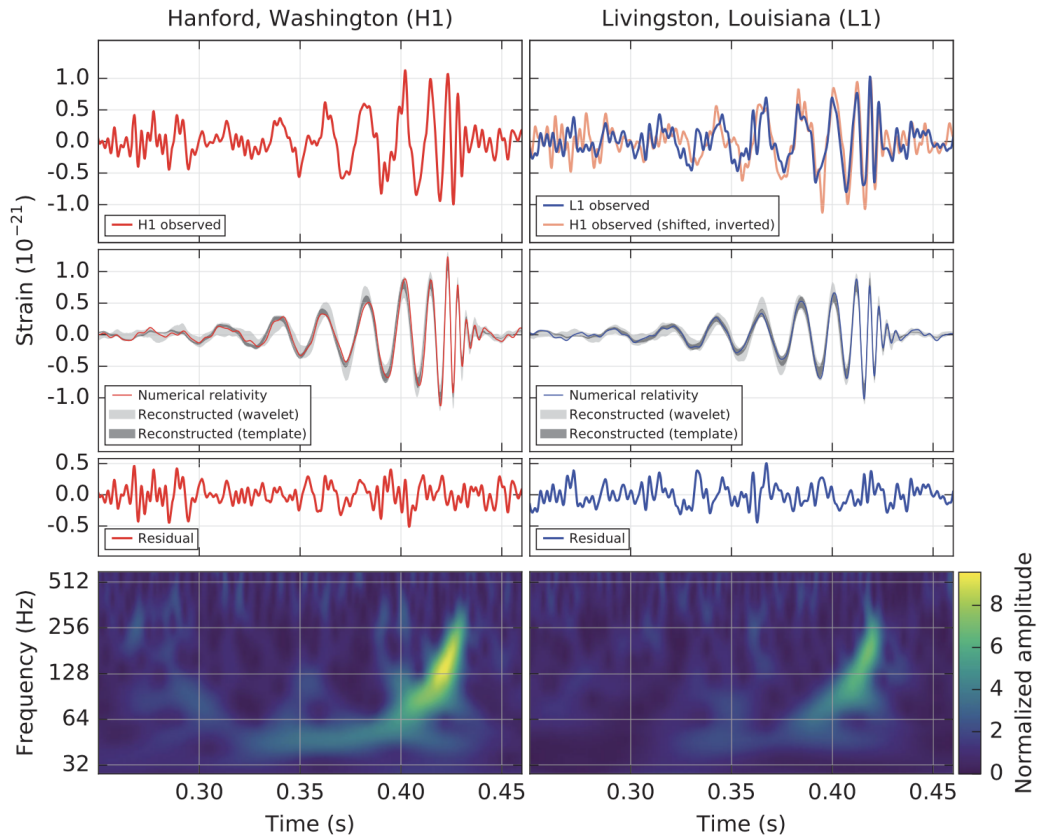 Hanford, Washington (H1)
Livingston, Louisiana (L1)
1.0
0.5
0.0
-0.5
-1.0
H1 observed
L1 observed
H1 observed (shifted, inverted)
Strain (10⁻²¹)
1.0
0.5
0.0
-0.5
-1.0
Numerical relativity
Reconstructed (wavelet)
Reconstructed (template)
Numerical relativity
Reconstructed (wavelet)
Reconstructed (template)
0.5
0.0
-0.5
Residual
Residual
Frequency (Hz)
512
256
128
64
32
0.30
0.35
0.40
0.45
Time (s)
0.30
0.35
0.40
0.45
Time (s)
8
6
4
2
0
Normalized amplitude